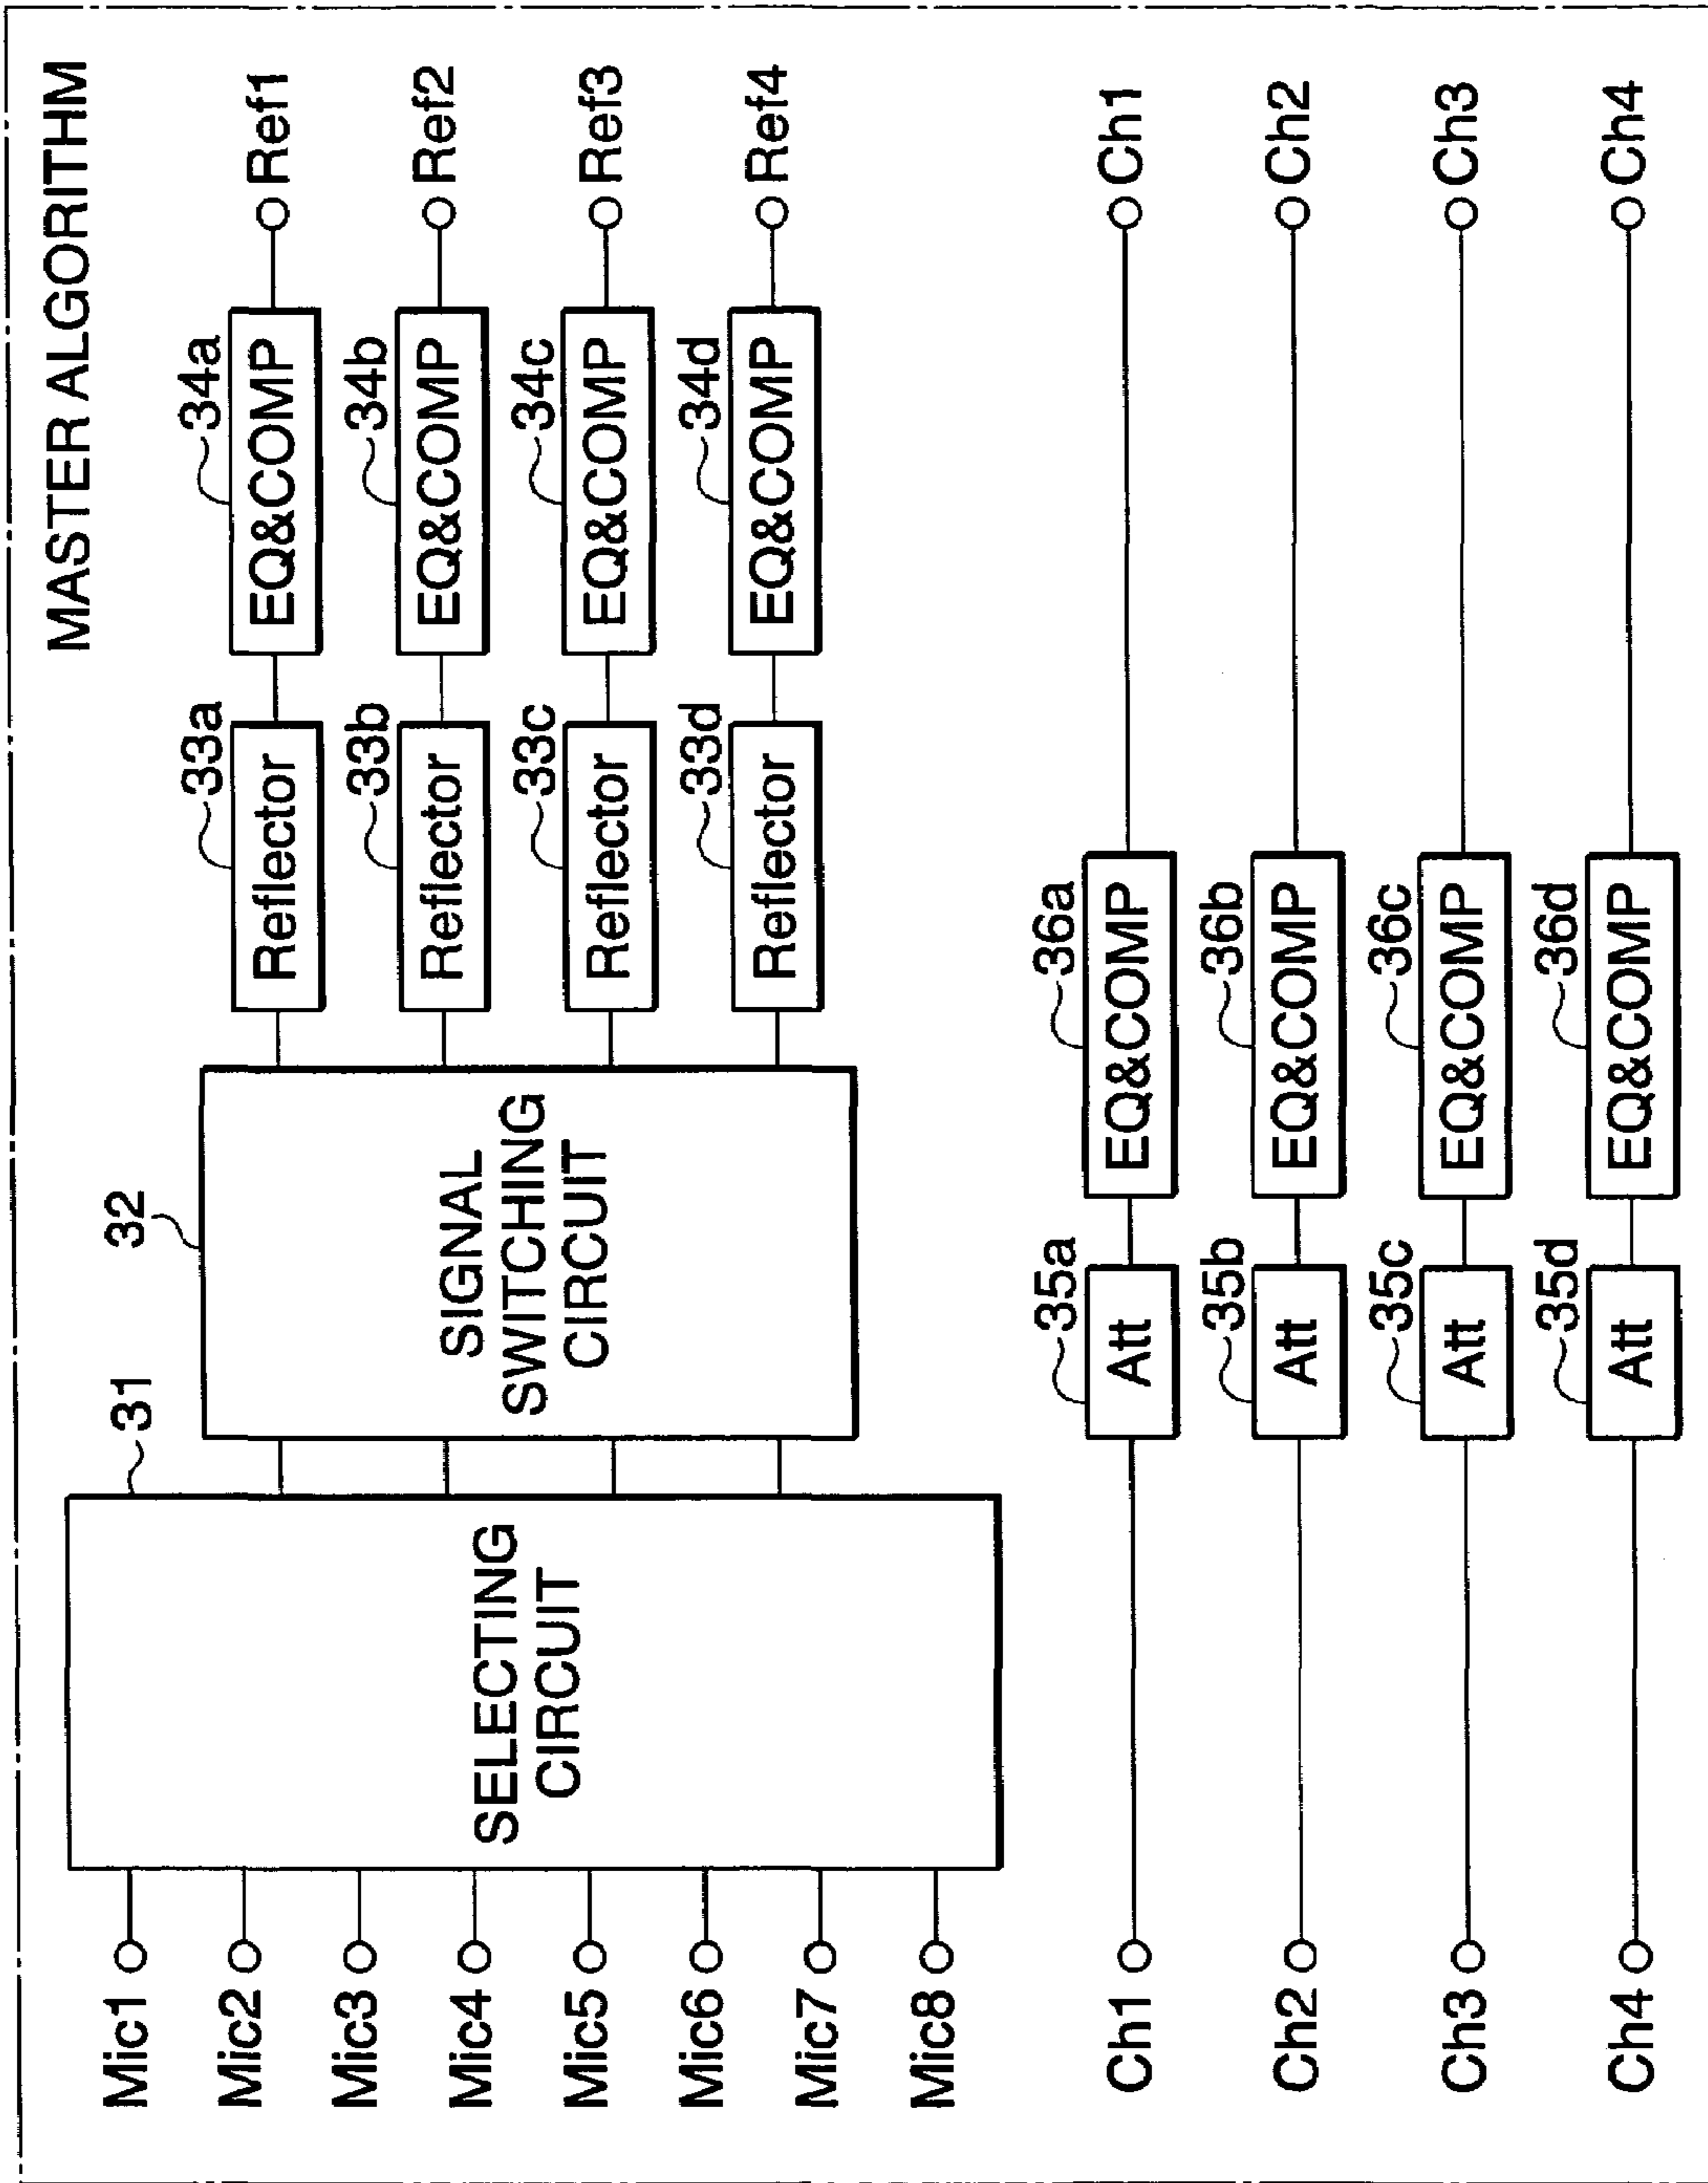 MASTER ALGORITHM
31
32
33a
34a
Mic1
Reflector
EQ&COMP
Ref1
Mic2
33b
34b
Mic3
Reflector
EQ&COMP
Ref2
Mic4
SELECTING
CIRCUIT
SIGNAL
SWITCHING
CIRCUIT
33c
34c
Mic5
Reflector
EQ&COMP
Ref3
Mic6
33d
34d
Mic7
Reflector
EQ&COMP
Ref4
Mic8
35a
36a
Ch1
Att
EQ&COMP
Ch1
35b
36b
Ch2
Att
EQ&COMP
Ch2
35c
36c
Ch3
Att
EQ&COMP
Ch3
35d
36d
Ch4
Att
EQ&COMP
Ch4